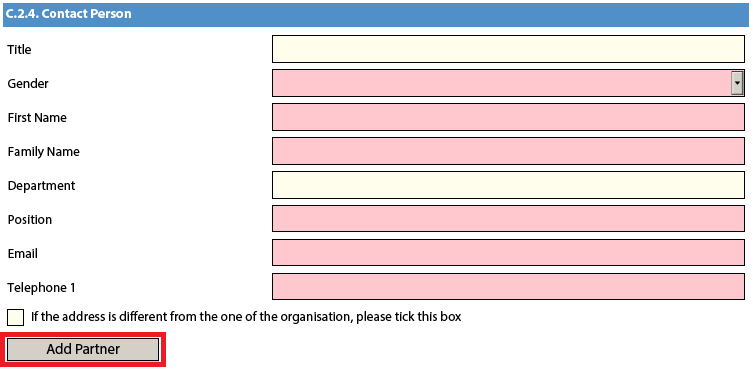 C.2.4. Contact Person
Title
Gender
First Name
Family Name
Department
Position
Email
Telephone 1
If the address is different from the one of the organisation, please tick this box
Add Partner